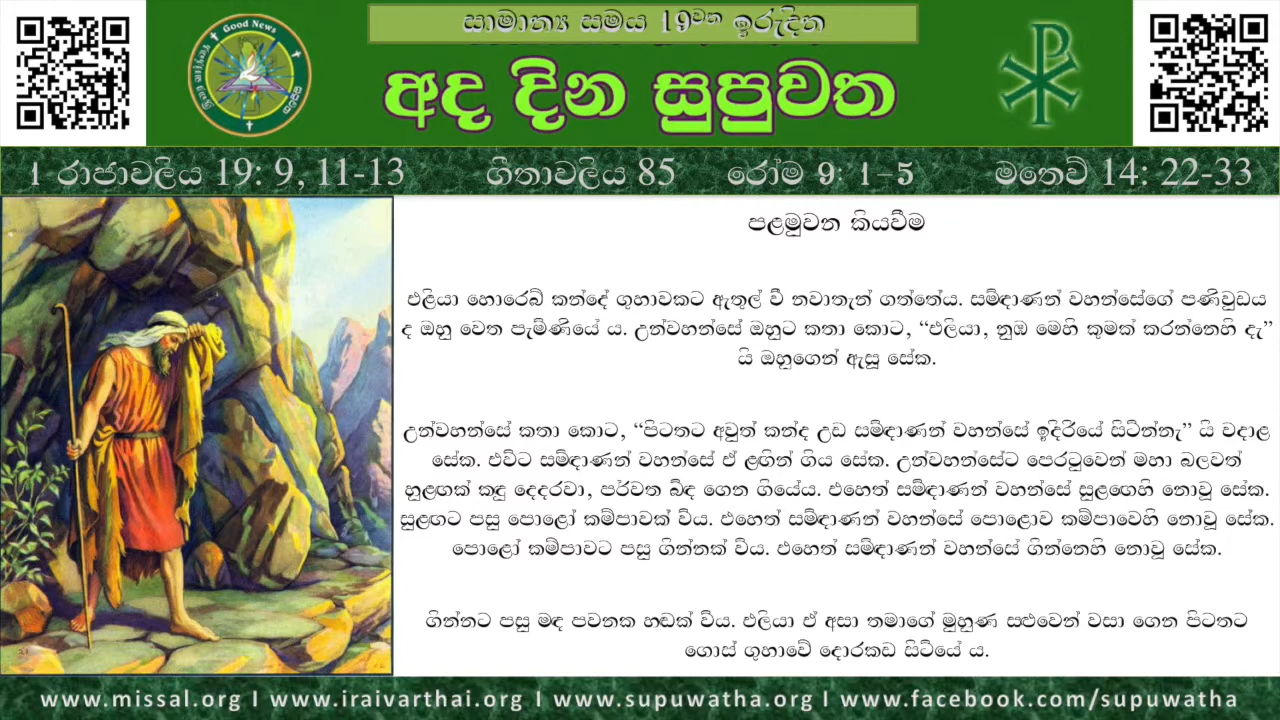 සාමාන්‍ය සමය 19වන ඉරුදින
Good News
අද දින සුපුවත
1 රාජාවලිය 19: 9, 11-13 ගීතාවලිය 85 රෝම 9: 1-5 මතෙව් 14: 22-33
පළමුවන කියවීම
එළියා හොරෙබ් කන්දේ ගුහාවකට ඇතුල් වී නවාතැන් ගත්තේය. සමිඳාණන් වහන්සේගේ පණිවුඩය
ද ඔහු වෙත පැමිණියේ ය. උන්වහන්සේ ඔහුට කතා කොට, “එලියා, නුඹ මෙහි කුමක් කරන්නෙහි දැ”
යි ඔහුගෙන් ඇසූ සේක.
උන්වහන්සේ කතා කොට, “පිටතට අවුත් කන්ද උඩ සමිඳාණන් වහන්සේ ඉදිරියේ සිටින්නැ” යි වදාළ
සේක. එවිට සමිඳාණන් වහන්සේ ඒ ළඟින් ගිය සේක. උන්වහන්සේට පෙරටුවෙන් මහා බලවත්
හුළඟක් කඳු දෙදරවා, පර්වත බිඳ ගෙන ගියේය. එහෙත් සමිඳාණන් වහන්සේ සුළඟෙහි නොවූ සේක.
සුළඟට පසු පොළෝ කම්පාවක් විය. එහෙත් සමිඳාණන් වහන්සේ පොළොව කම්පාවෙහි නොවූ සේක.
පොළෝ කම්පාවට පසු ගින්නක් විය. එහෙත් සමිඳාණන් වහන්සේ ගින්නෙහි නොවූ සේක.
ගින්නට පසු මඳ පවනක හඬක් විය. එලියා ඒ අසා තමාගේ මුහුණ සළුවෙන් වසා ගෙන පිටතට
ගොස් ගුහාවේ දොරකඩ සිටියේ ය.
www.missal.org I www.iraivarthai.org I www.supuwatha.org I www.facebook.com/supuwatha